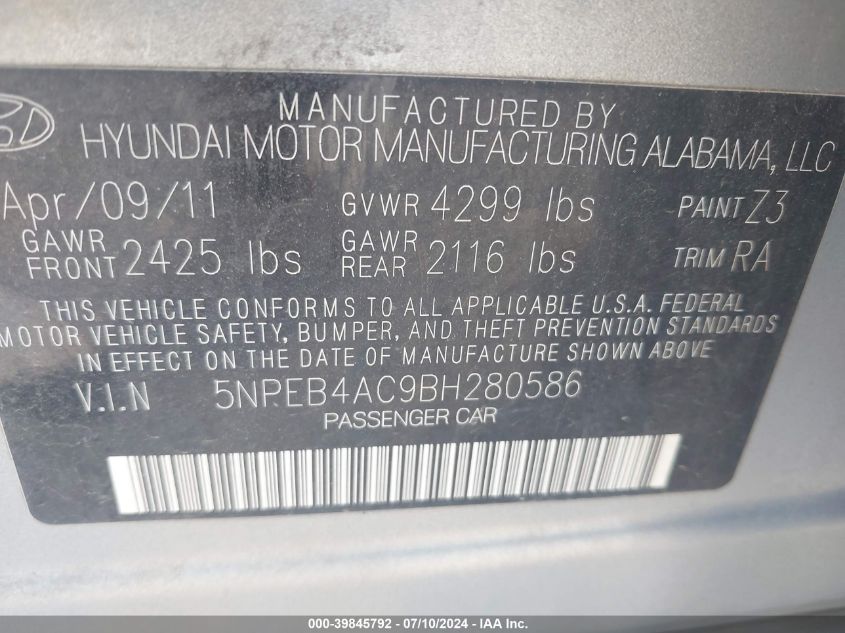 MANUFACTURED BY
HYUNDAI MOTOR MANUFACTURING ALABAMA, LLC
Apr/09/11 GVWR 4299 lbs PAINT Z3
GAWR FRONT 2425 lbs GAWR REAR 2116 lbs TRIM RA
THIS VEHICLE CONFORMS TO ALL APPLICABLE U.S.A. FEDERAL
MOTOR VEHICLE SAFETY, BUMPER, AND THEFT PREVENTION STANDARDS
IN EFFECT ON THE DATE OF MANUFACTURE SHOWN ABOVE
V.I.N 5NPEB4AC9BH280586
PASSENGER CAR
000-39845792 - 07/10/2024 - IAA Inc.